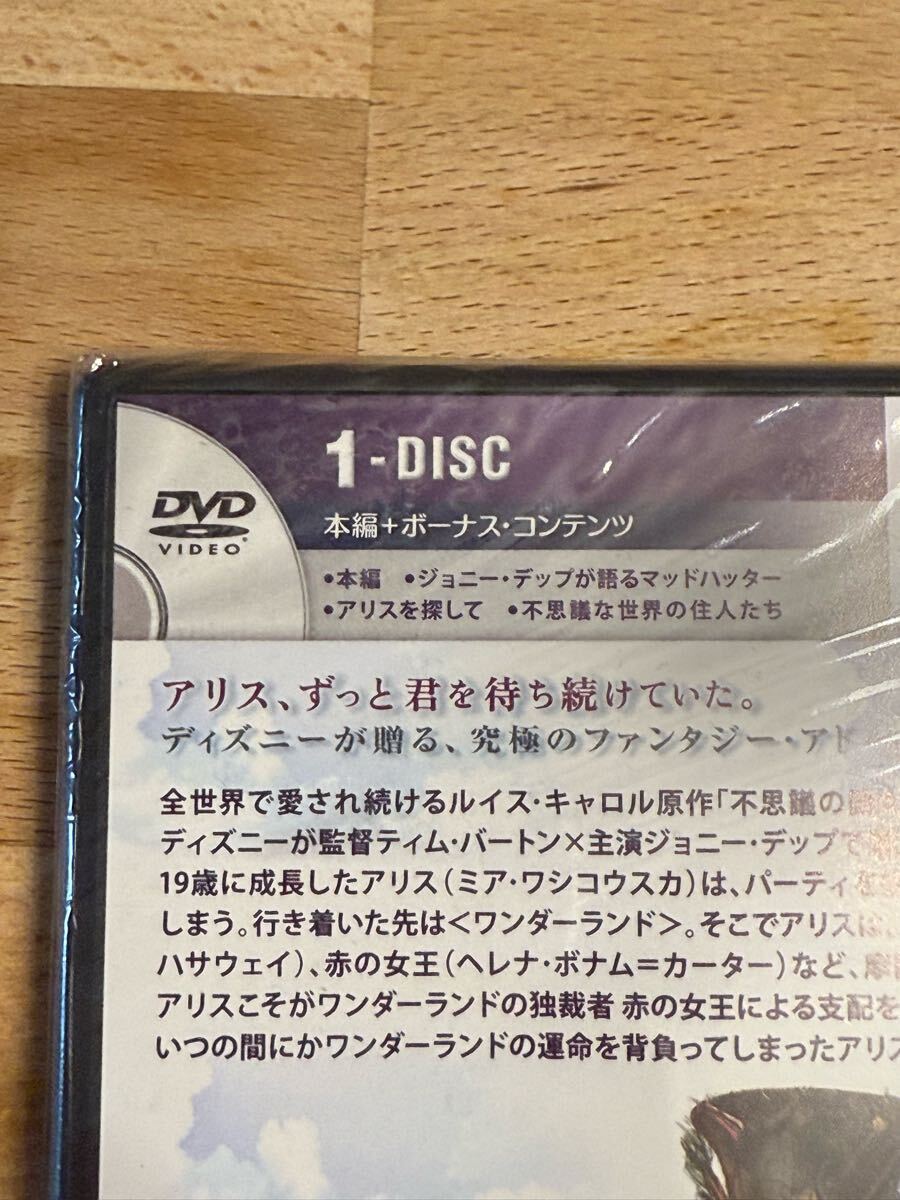 1-DISC
DVD
VIDEO
本編+ボーナス・コンテンツ
•本編 •ジョニー・デップが語るマッドハッター
•アリスを探して •不思議な世界の住人たち
アリス、ずっと君を待ち続けていた。
ディズニーが贈る、究極のファンタジー・アド
全世界で愛され続けるルイス・キャロル原作「不思議の
ディズニーが監督ティム・バートン×主演ジョニー・デップで
19歳に成長したアリス(ミア・ワシコウスカ)は、パーティ
しまう。行き着いた先は<ワンダーランド>。そこでアリスは、
ハサウェイ)、赤の女王(ヘレナ・ボナム=カーター)など、摩
アリスこそがワンダーランドの独裁者 赤の女王による支配を
いつの間にかワンダーランドの運命を背負ってしまったアリス